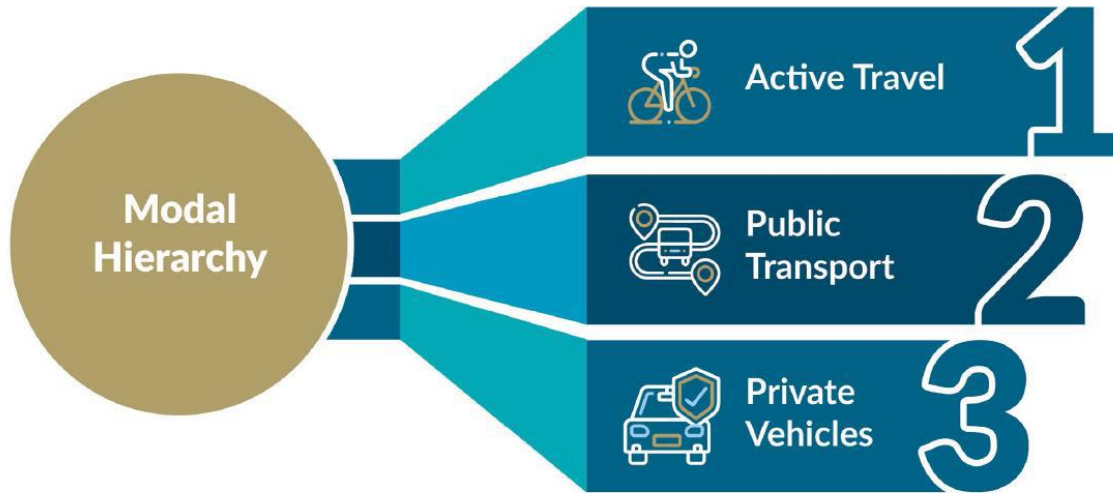 Modal
Hierarchy
Active Travel
1
Public
Transport
2
Private
Vehicles
3